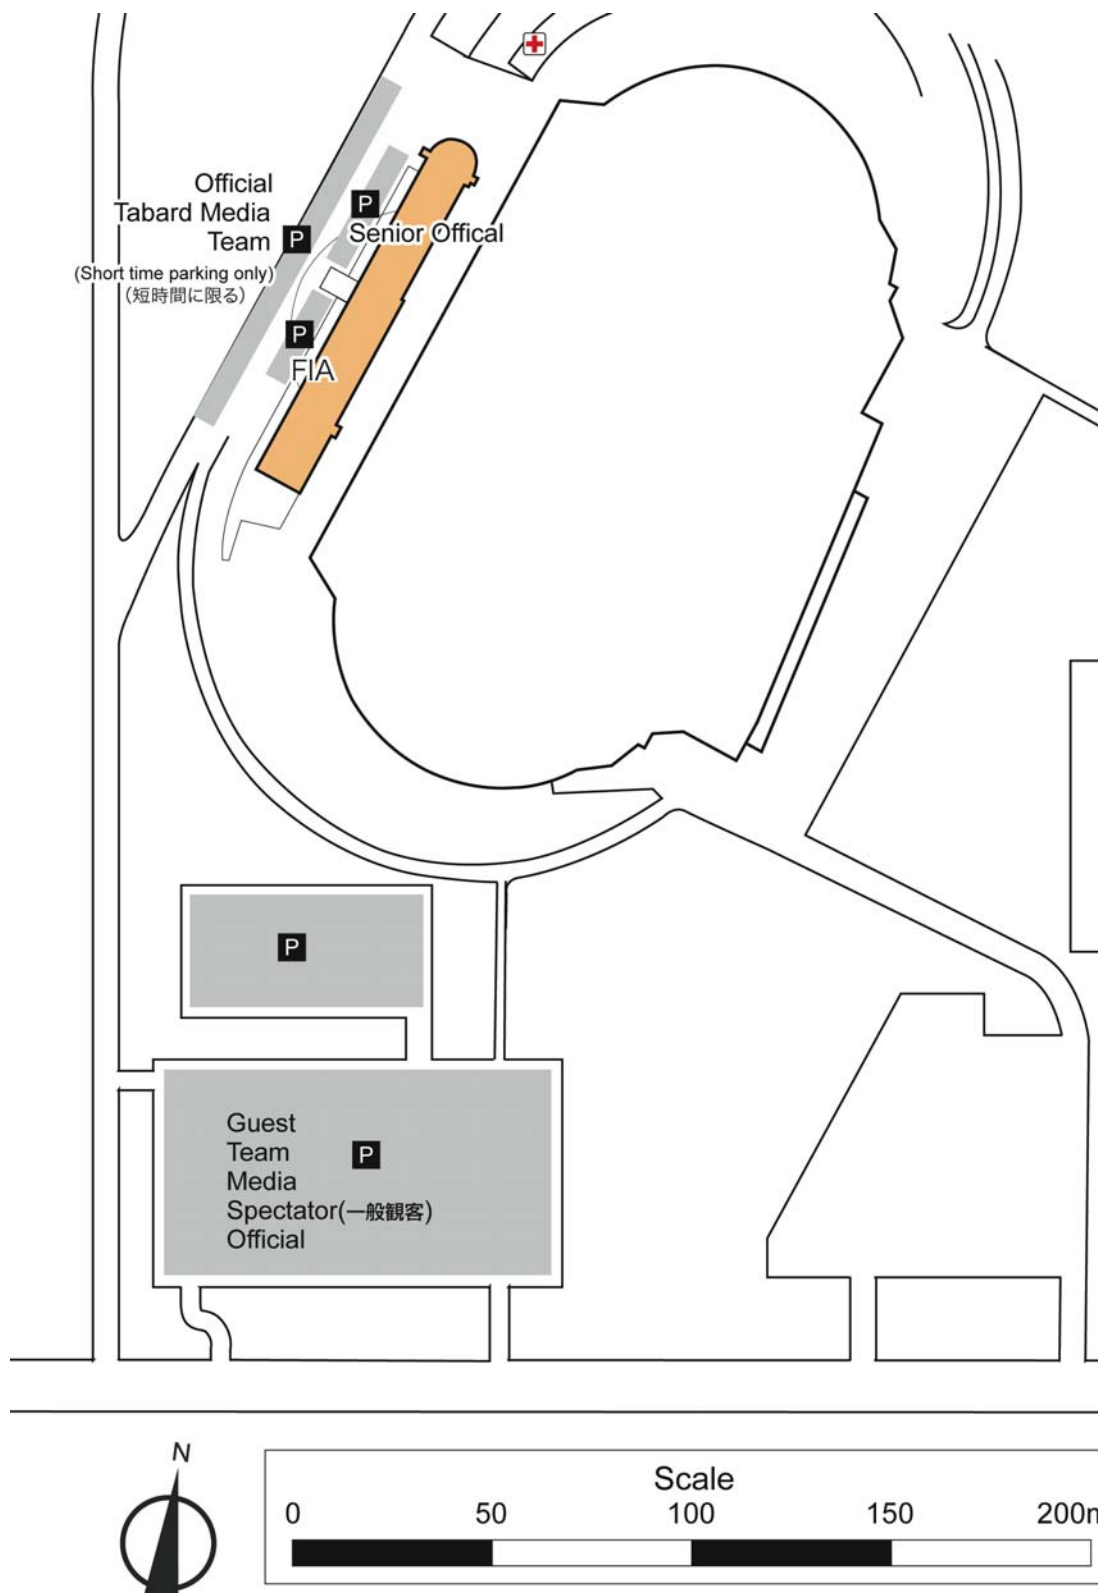 Official
Tabard Media
Team P
(Short time parking only)
(短時間に限る)
P
Senior Offical
P
FIA
P
Guest
Team
Media
Spectator(一般観客)
Official
P
N
Scale
0 50 100 150 200m